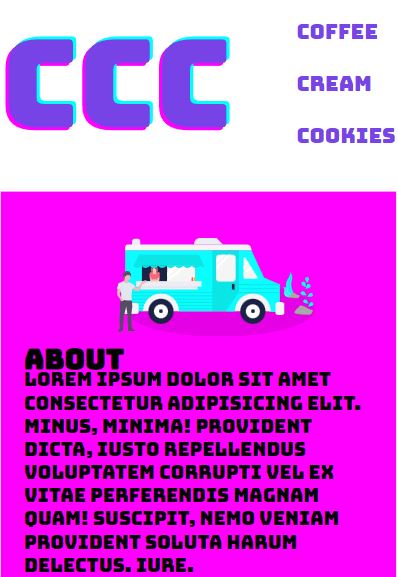 CCC
COFFEE
CREAM
COOKIES
ABOUT
LOREM IPSUM DOLOR SIT AMET
CONSECTETUR ADIPISICING ELIT.
MINUS, MINIMA! PROVIDENT
DICTA, IUSTO REPELLENDUS
VOLUPTATEM CORRUPTI VEL EX
VITAE PERFERENDIS MAGNAM
QUAM! SUSCIPIT, NEMO VENIAM
PROVIDENT SOLUTA HARUM
DELECTUS. IURE.